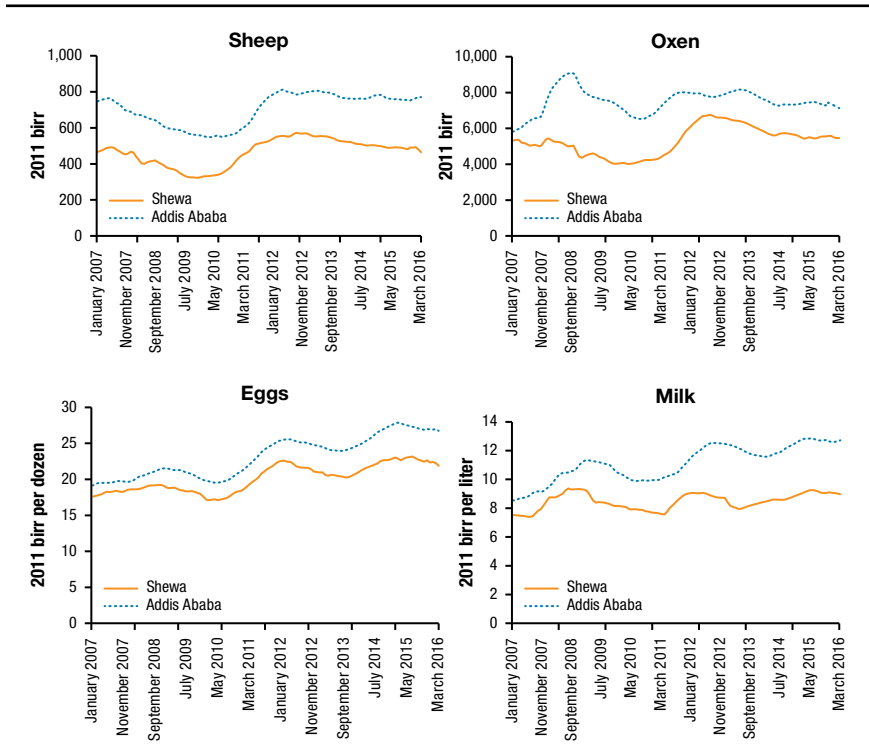 Sheep
2011 birr
1,000
800
600
400
200
0
Shewa
Addis Ababa
January 2007
November 2007
September 2008
July 2009
May 2010
March 2011
January 2012
November 2012
September 2013
July 2014
May 2015
March 2016
Oxen
2011 birr
10,000
8,000
6,000
4,000
2,000
0
Shewa
Addis Ababa
January 2007
November 2007
September 2008
July 2009
May 2010
March 2011
January 2012
November 2012
September 2013
July 2014
May 2015
March 2016
Eggs
2011 birr per dozen
30
25
20
15
10
5
0
Shewa
Addis Ababa
January 2007
November 2007
September 2008
July 2009
May 2010
March 2011
January 2012
November 2012
September 2013
July 2014
May 2015
March 2016
Milk
2011 birr per liter
14
12
10
8
6
4
2
0
Shewa
Addis Ababa
January 2007
November 2007
September 2008
July 2009
May 2010
March 2011
January 2012
November 2012
September 2013
July 2014
May 2015
March 2016